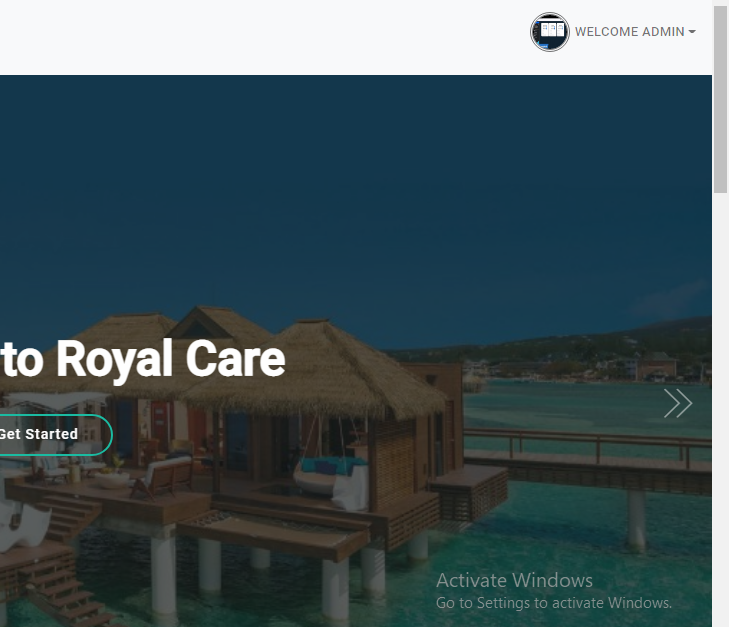 WELCOME ADMIN
to Royal Care
Get Started
Activate Windows
Go to Settings to activate Windows.